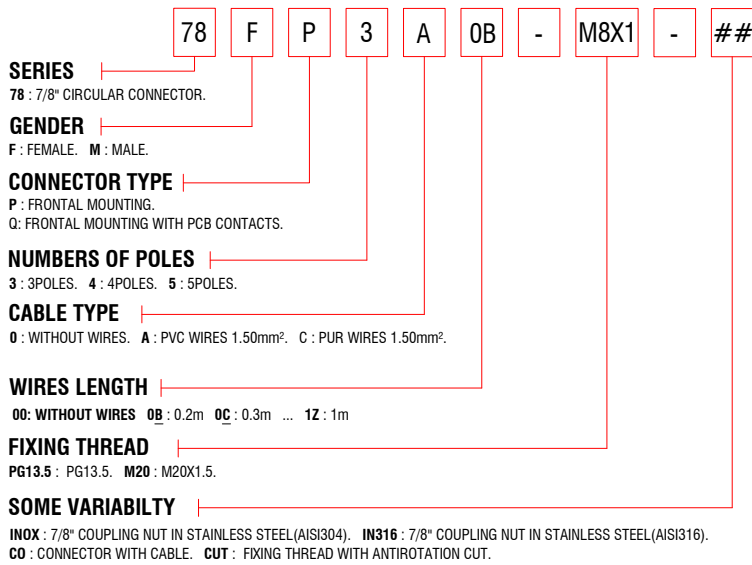 78 F P 3 A 0B - M8X1 - ##
SERIES
78 : 7/8" CIRCULAR CONNECTOR.
GENDER
F : FEMALE. M : MALE.
CONNECTOR TYPE
P : FRONTAL MOUNTING.
Q: FRONTAL MOUNTING WITH PCB CONTACTS.
NUMBERS OF POLES
3 : 3POLES. 4 : 4POLES. 5 : 5POLES.
CABLE TYPE
0 : WITHOUT WIRES. A : PVC WIRES 1.50mm². C : PUR WIRES 1.50mm².
WIRES LENGTH
00: WITHOUT WIRES 0B : 0.2m 0C : 0.3m ... 1Z : 1m
FIXING THREAD
PG13.5 : PG13.5. M20 : M20X1.5.
SOME VARIABILTY
INOX : 7/8" COUPLING NUT IN STAINLESS STEEL(AISI304). IN316 : 7/8" COUPLING NUT IN STAINLESS STEEL(AISI316).
CO : CONNECTOR WITH CABLE. CUT : FIXING THREAD WITH ANTIROTATION CUT.